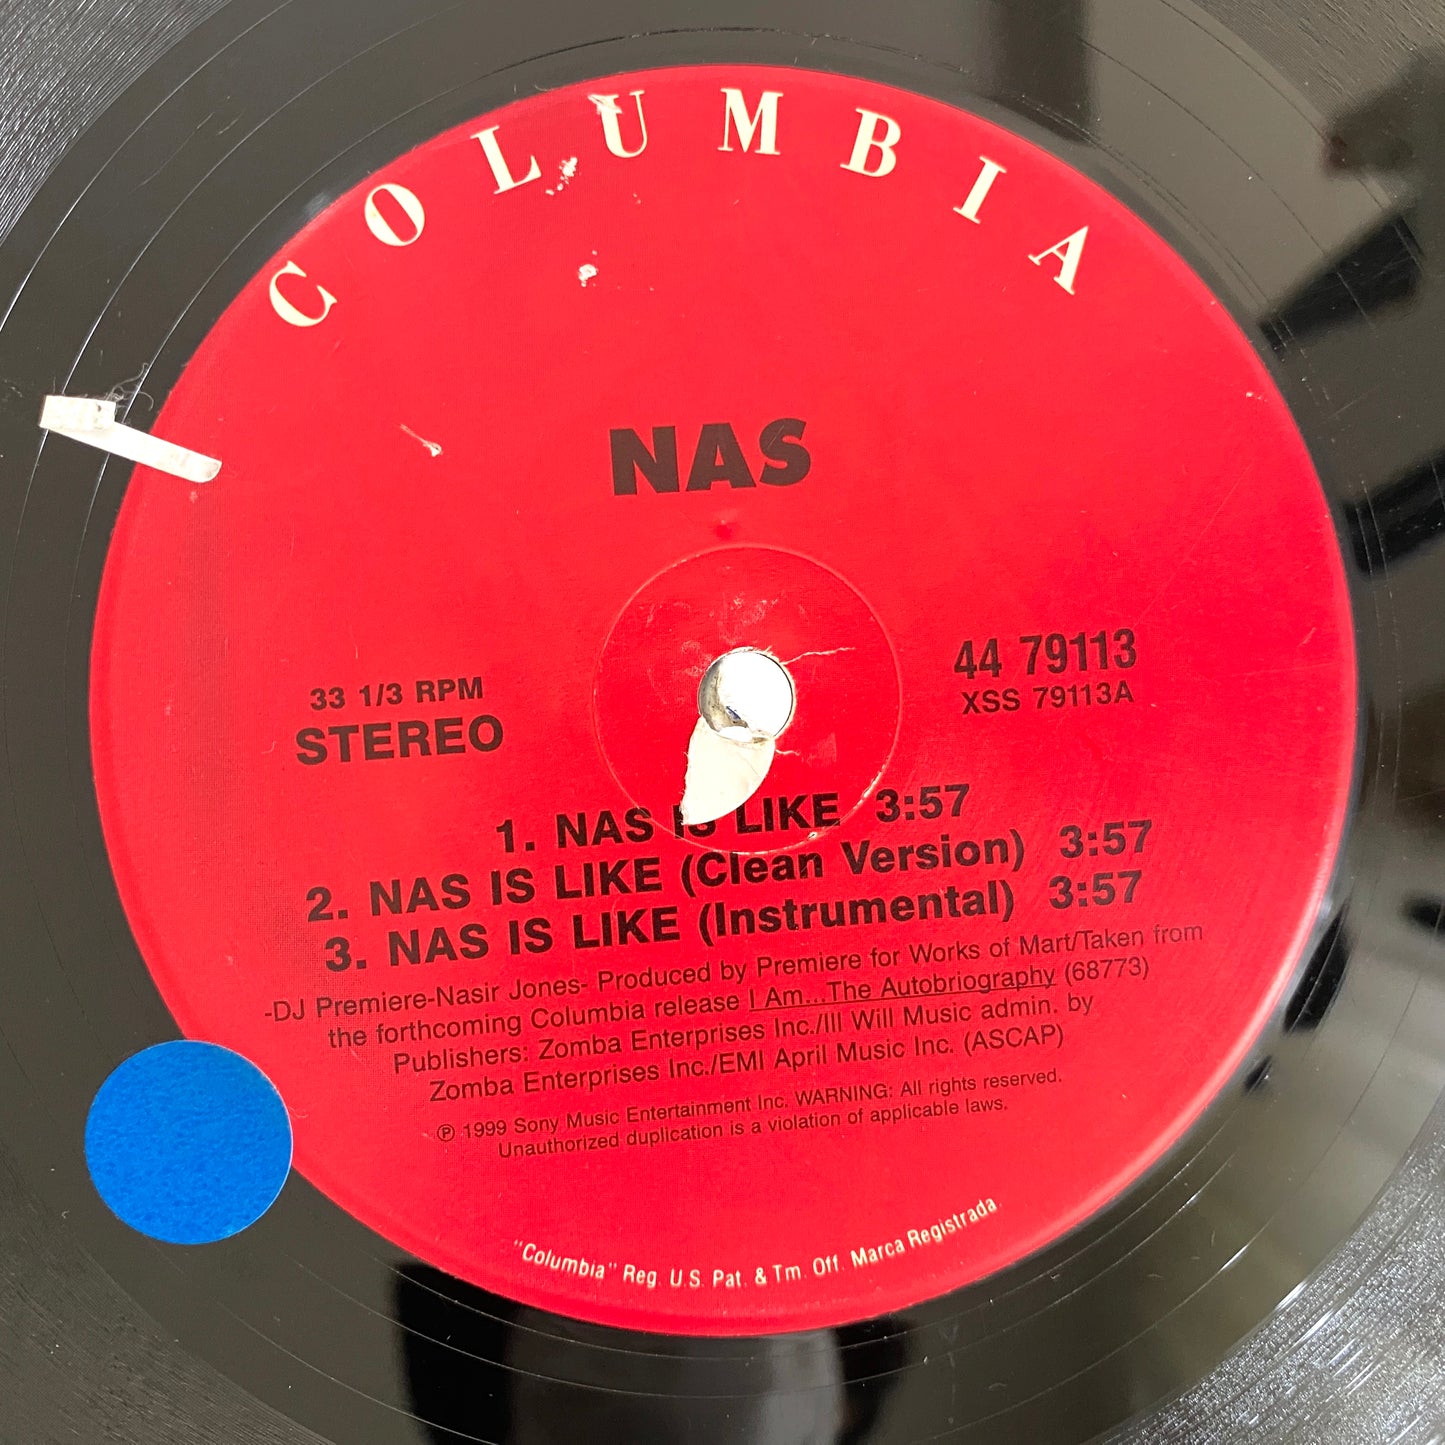 COLUMBIA
NAS
33 1/3 RPM
STEREO
44 79113
XSS 79113A
1. NAS IS LIKE 3:57
2. NAS IS LIKE (Clean Version) 3:57
3. NAS IS LIKE (Instrumental) 3:57
-DJ Premiere-Nasir Jones- Produced by Premiere for Works of Mart/Taken from
the forthcoming Columbia release I Am...The Autobriography (68773)
Publishers: Zomba Enterprises Inc./Ill Will Music admin. by
Zomba Enterprises Inc./EMI April Music Inc. (ASCAP)
℗ 1999 Sony Music Entertainment Inc. WARNING: All rights reserved.
Unauthorized duplication is a violation of applicable laws.
"Columbia" Reg. U.S. Pat. & Tm. Off. Marca Registrada.